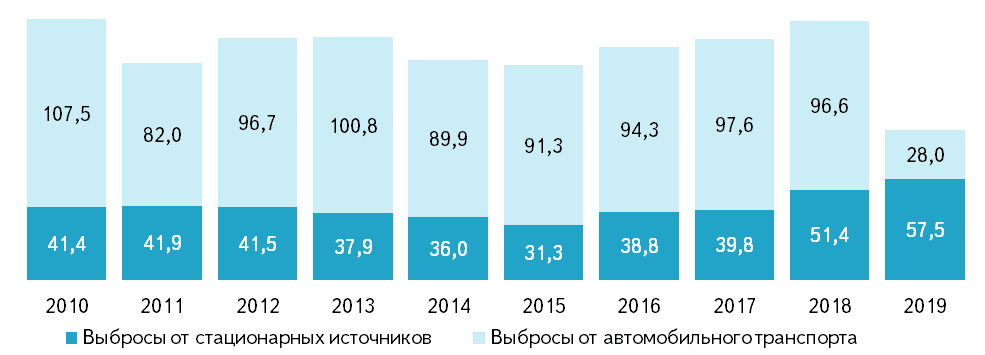 107,5 82,0 96,7 100,8 89,9 91,3 94,3 97,6 96,6 28,0
41,4 41,9 41,5 37,9 36,0 31,3 38,8 39,8 51,4 57,5
2010 2011 2012 2013 2014 2015 2016 2017 2018 2019
Выбросы от стационарных источников Выбросы от автомобильного транспорта